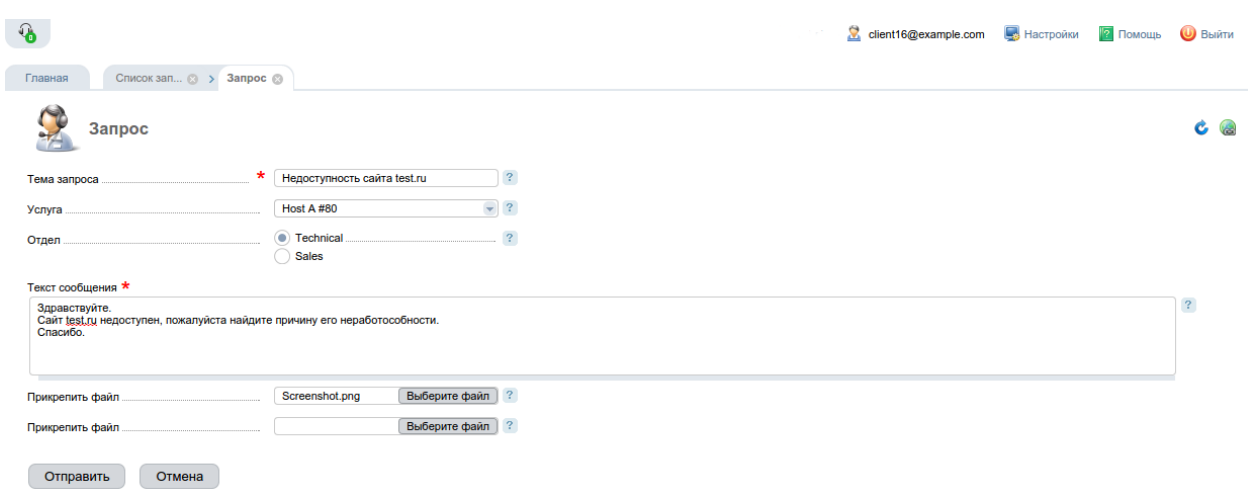 0
client16@example.com Настройки ? Помощь Выйти
Главная Список зап... > Запрос
Запрос
Тема запроса * Недоступность сайта test.ru ?
Услуга Host A #80 ?
Отдел Technical ?
Sales
Текст сообщения *
Здравствуйте. ?
Сайт test.ru недоступен, пожалуйста найдите причину его неработособности.
Спасибо.
Прикрепить файл Screenshot.png Выберите файл ?
Прикрепить файл Выберите файл ?
Отправить Отмена